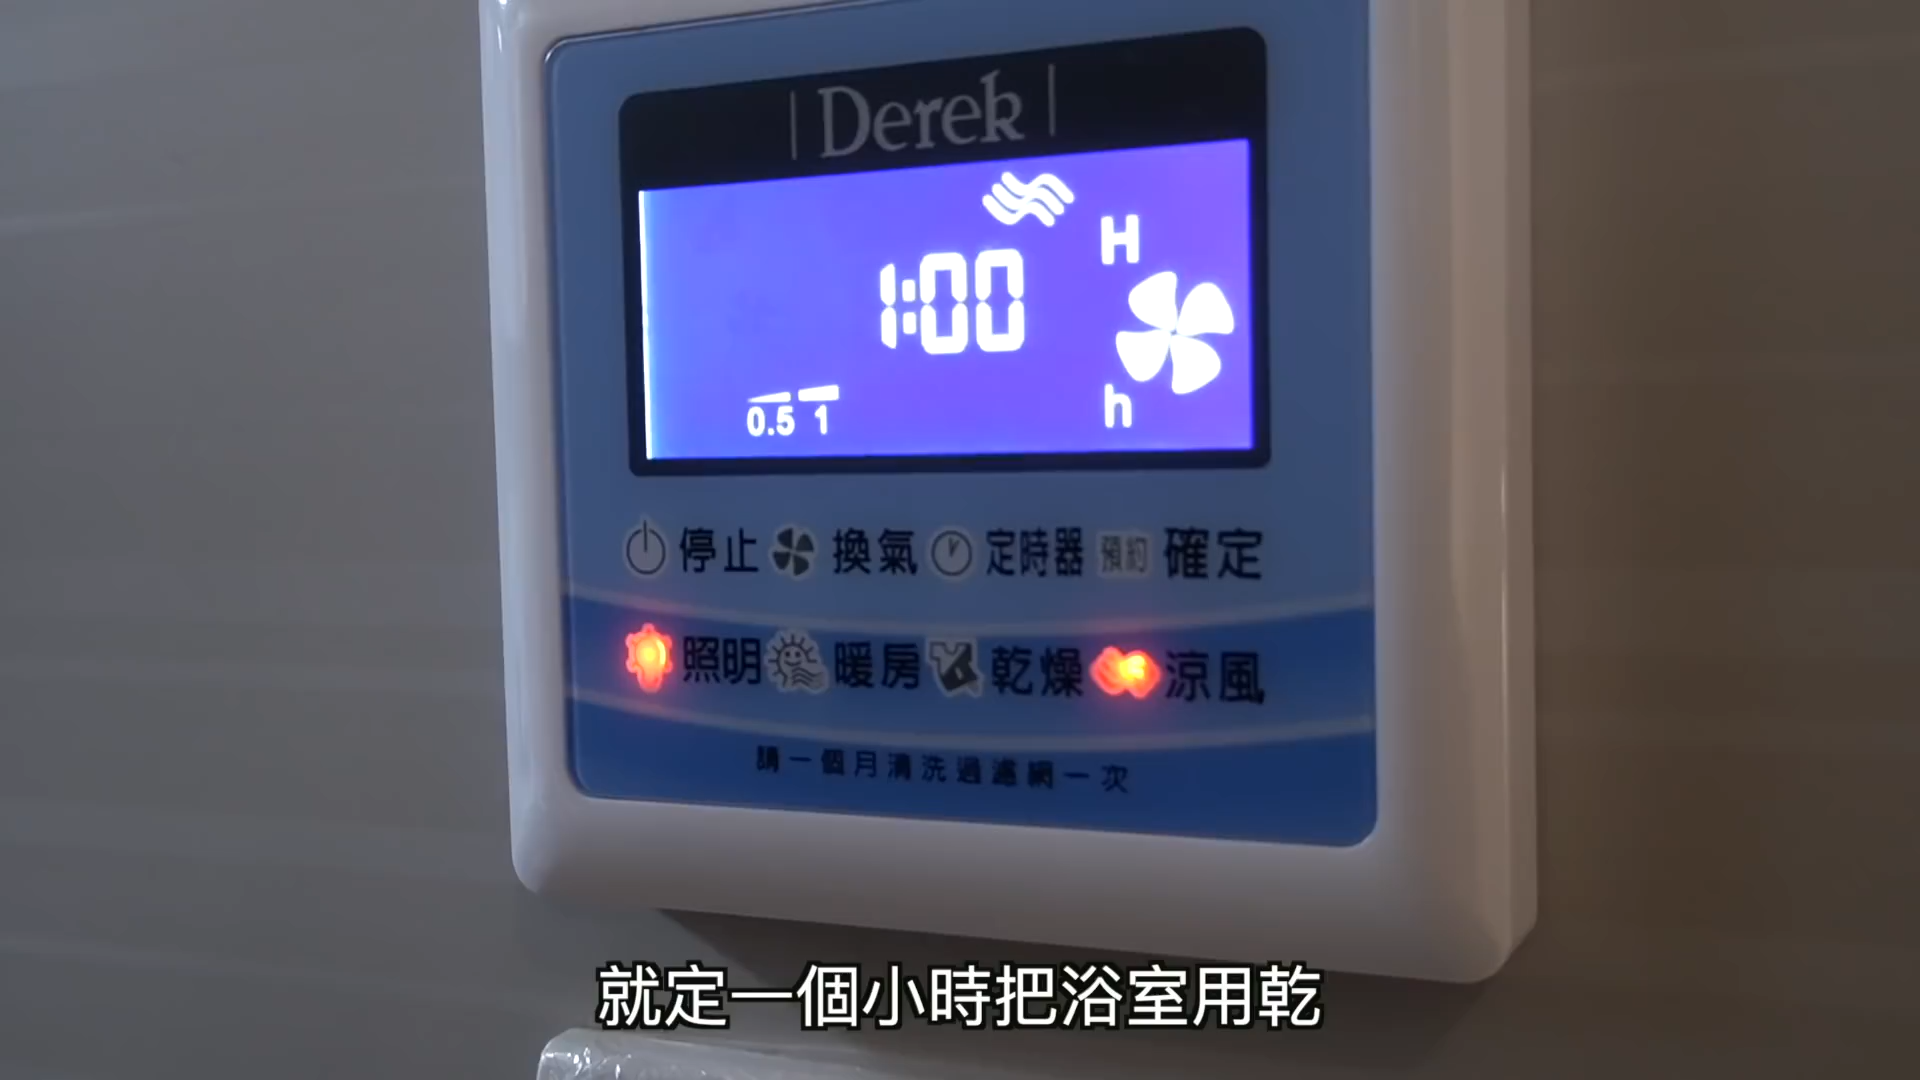 Derek
H
1:00
h
0.5 1
停止 換氣 定時器 預約 確定
照明 暖房 乾燥 涼風
請一個月清洗過濾網一次
就定一個小時把浴室用乾